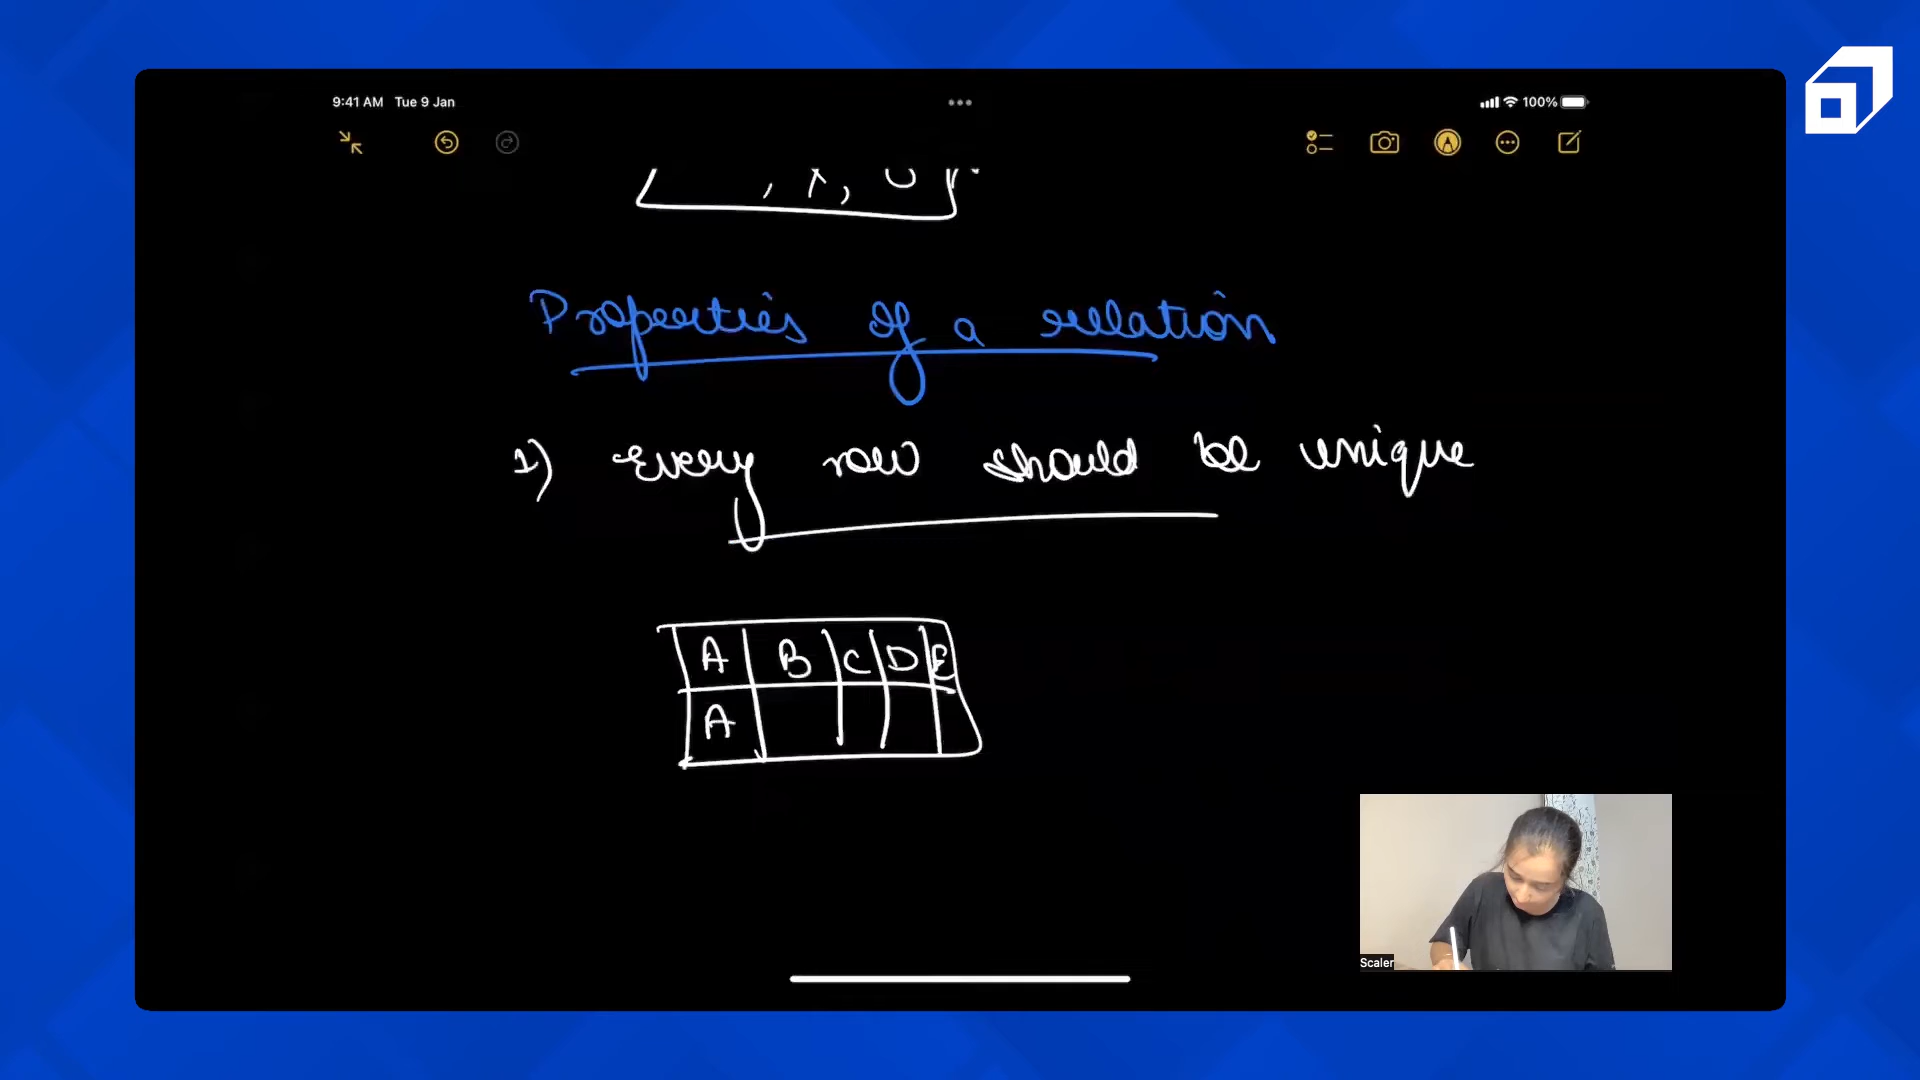 9:41 AM Tue 9 Jan
100%
Properties of a relation
1) Every row should be unique
A B C D E
A
Scaler